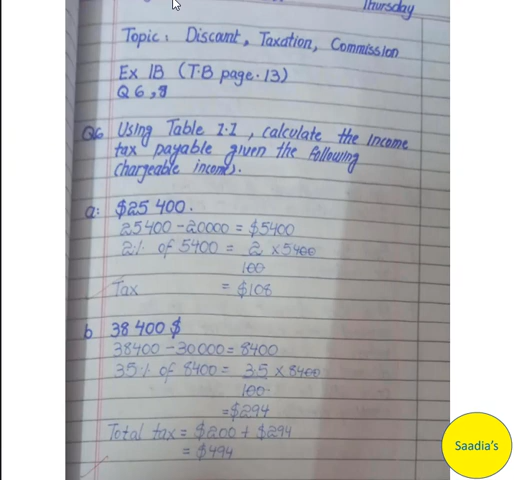 Thursday
Topic: Discount, Taxation, Commission
Ex 1B (T.B page.13)
Q 6,8
Q6 Using Table 1.1, calculate the income
tax payable given the following
chargeable incomes.
a: $25 400.
25400 - 20000 = $5400
2% of 5400 = 2 × 5400
100
Tax = $108
b 38 400 $
38400 - 30000 = 8400
3.5% of 8400 = 3.5 × 8400
100
= $294
Total tax = $200 + $294
= $494
Saadia's